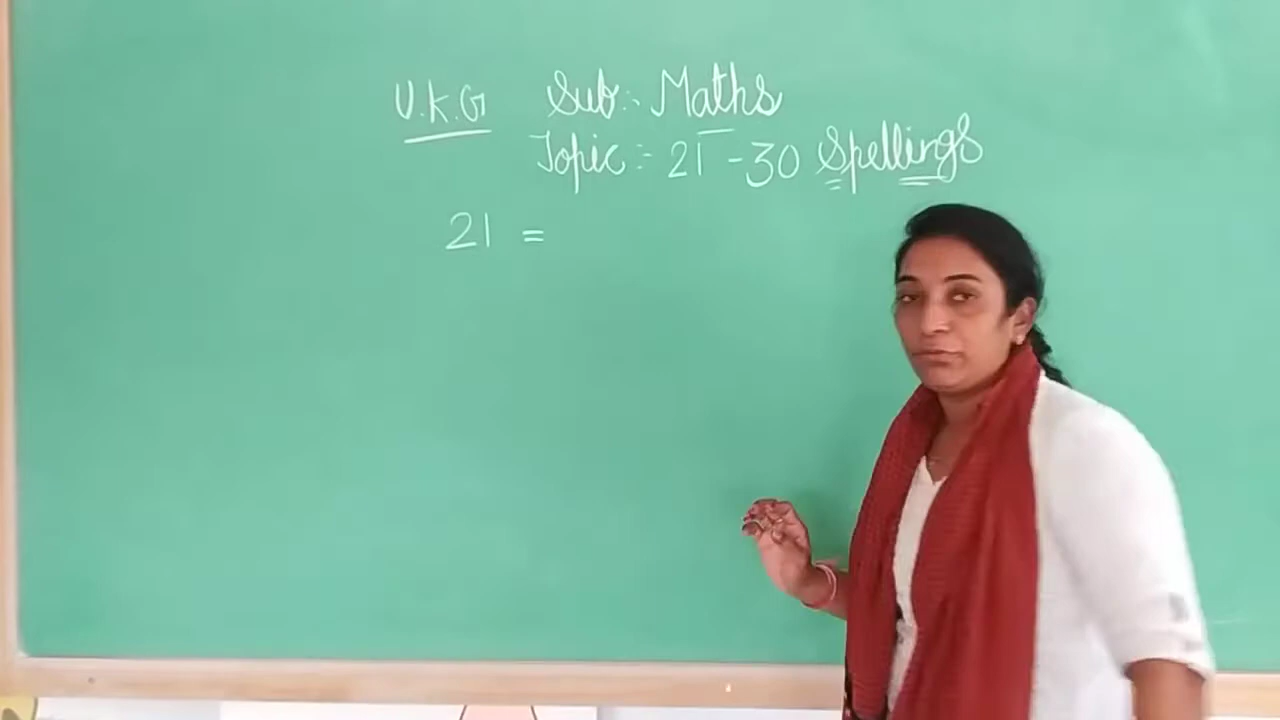 U.K.G Sub:- Maths
Topic :- 21-30 Spellings
21 =